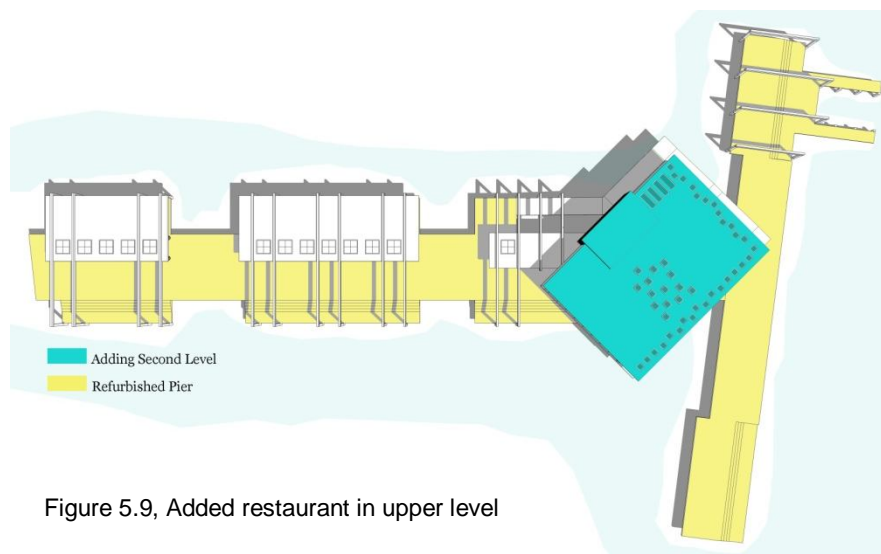 Adding Second Level
Refurbished Pier
Figure 5.9, Added restaurant in upper level